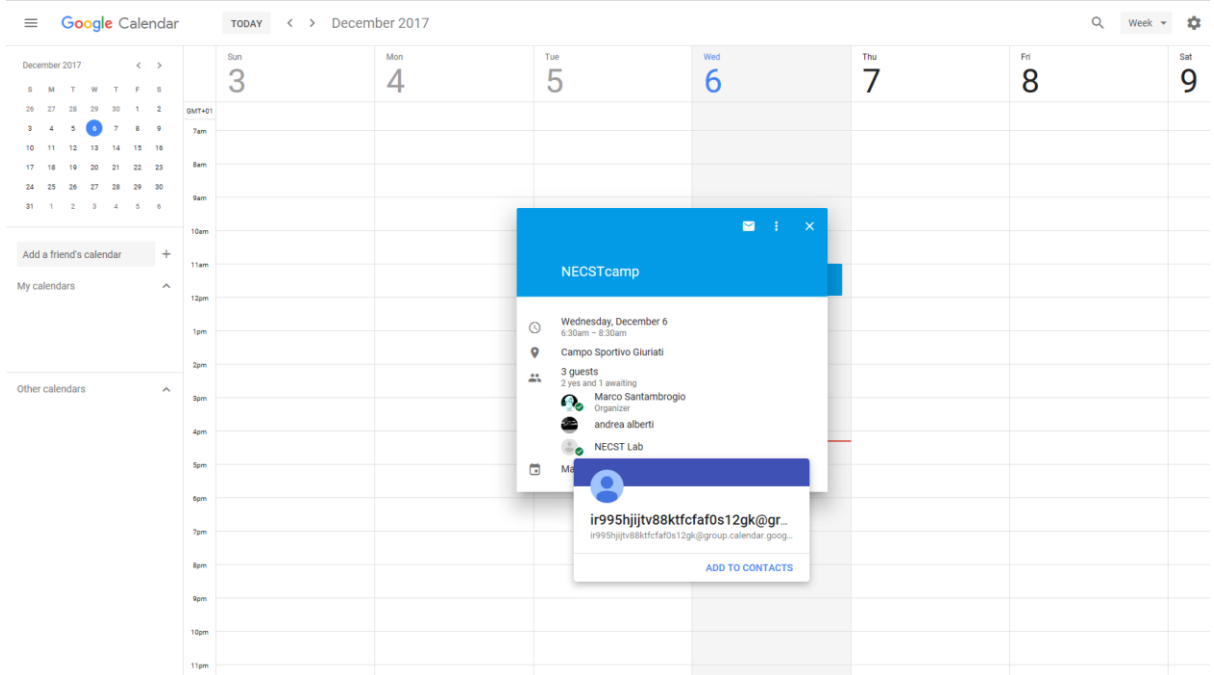 Google Calendar TODAY < > December 2017 Week
December 2017 < >
S M T W T F S
26 27 28 29 30 1 2
3 4 5 6 7 8 9
10 11 12 13 14 15 16
17 18 19 20 21 22 23
24 25 26 27 28 29 30
31 1 2 3 4 5 6
Add a friend's calendar +
My calendars
Other calendars
Sun Mon Tue Wed Thu Fri Sat
3 4 5 6 7 8 9
GMT+01
7am
8am
9am
10am
11am
12pm
1pm
2pm
3pm
4pm
5pm
6pm
7pm
8pm
9pm
10pm
11pm
NECSTcamp
Wednesday, December 6
6:30am – 8:30am
Campo Sportivo Giuriati
3 guests
2 yes and 1 awaiting
Marco Santambrogio
Organizer
andrea alberti
NECST Lab
Ma
ir995hjijtv88ktfcfaf0s12gk@gr...
ir995hjijtv88ktfcfaf0s12gk@group.calendar.goog...
ADD TO CONTACTS